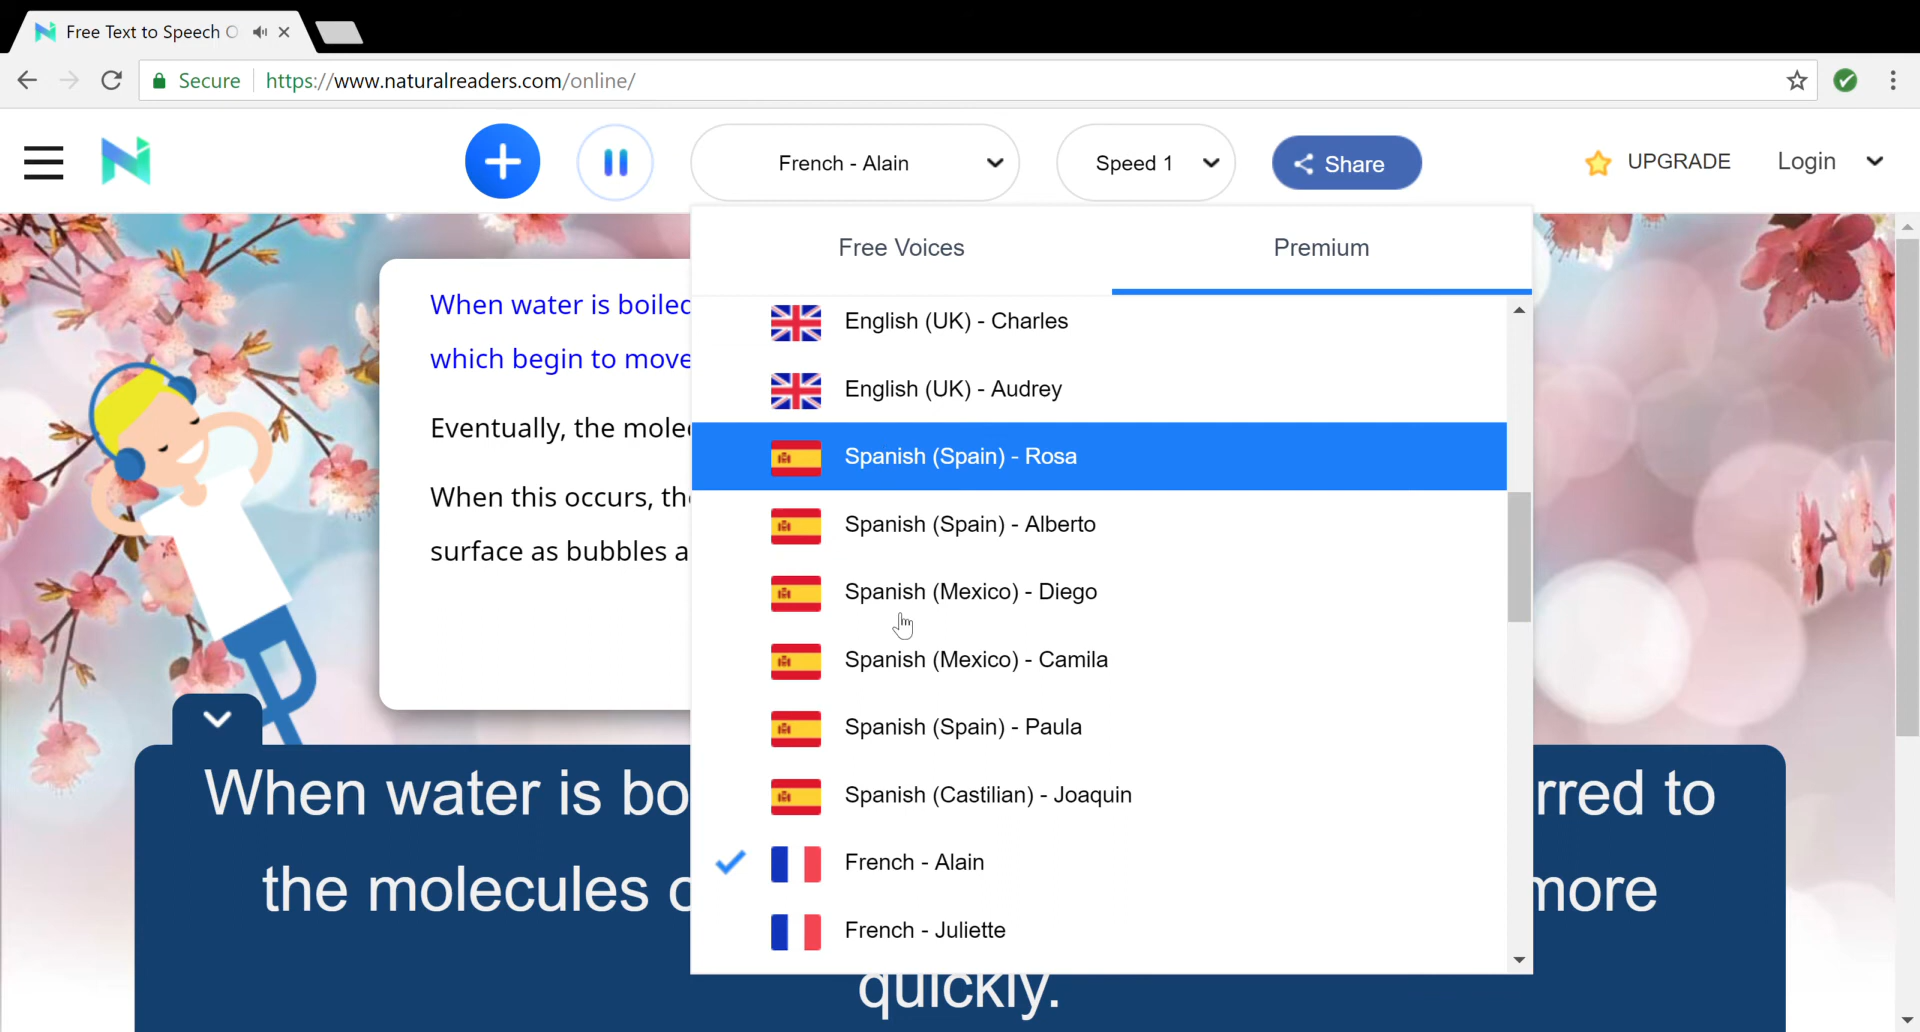 Free Text to Speech O
Secure
https://www.naturalreaders.com/online/
French - Alain
Speed 1
Share
UPGRADE
Login
Free Voices
Premium
When water is boiled
which begin to move
Eventually, the mole
When this occurs, th
surface as bubbles a
English (UK) - Charles
English (UK) - Audrey
Spanish (Spain) - Rosa
Spanish (Spain) - Alberto
Spanish (Mexico) - Diego
Spanish (Mexico) - Camila
Spanish (Spain) - Paula
Spanish (Castilian) - Joaquin
French - Alain
French - Juliette
When water is bo rred to
the molecules more
quickly.